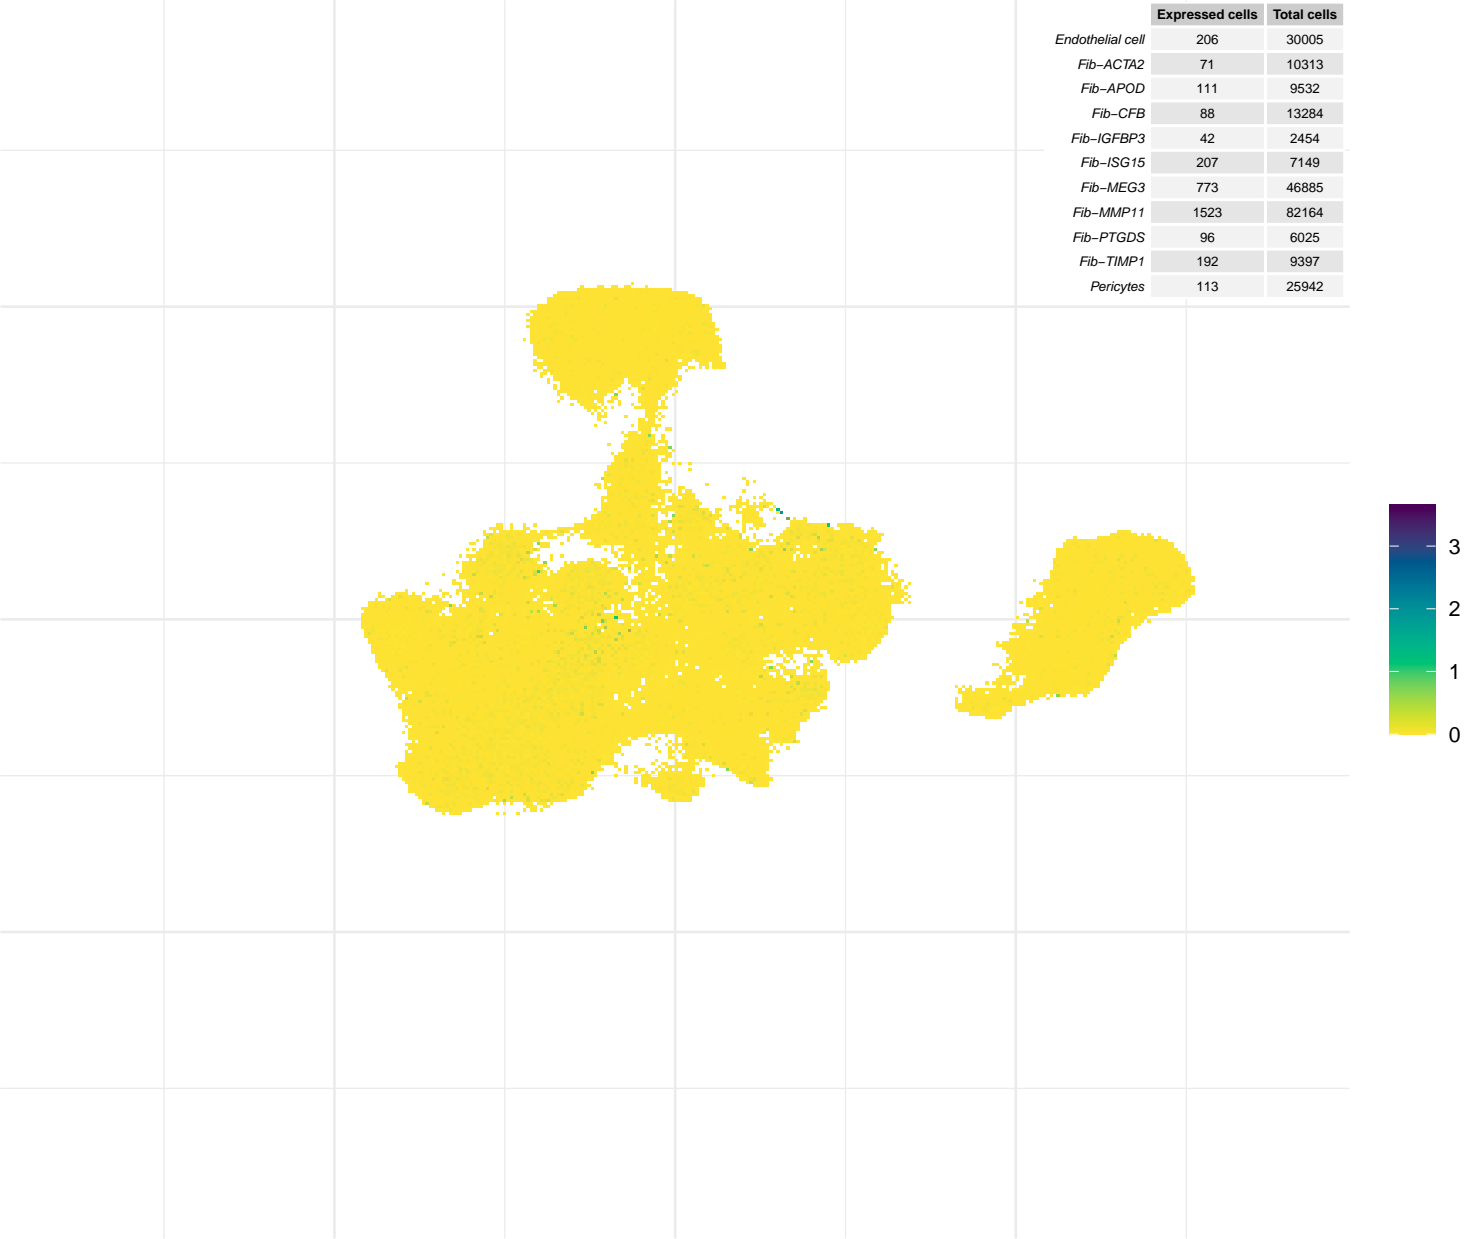 Expressed cells Total cells
Endothelial cell 206 30005
Fib−ACTA2 71 10313
Fib−APOD 111 9532
Fib−CFB 88 13284
Fib−IGFBP3 42 2454
Fib−ISG15 207 7149
Fib−MEG3 773 46885
Fib−MMP11 1523 82164
Fib−PTGDS 96 6025
Fib−TIMP1 192 9397
Pericytes 113 25942
3
2
1
0